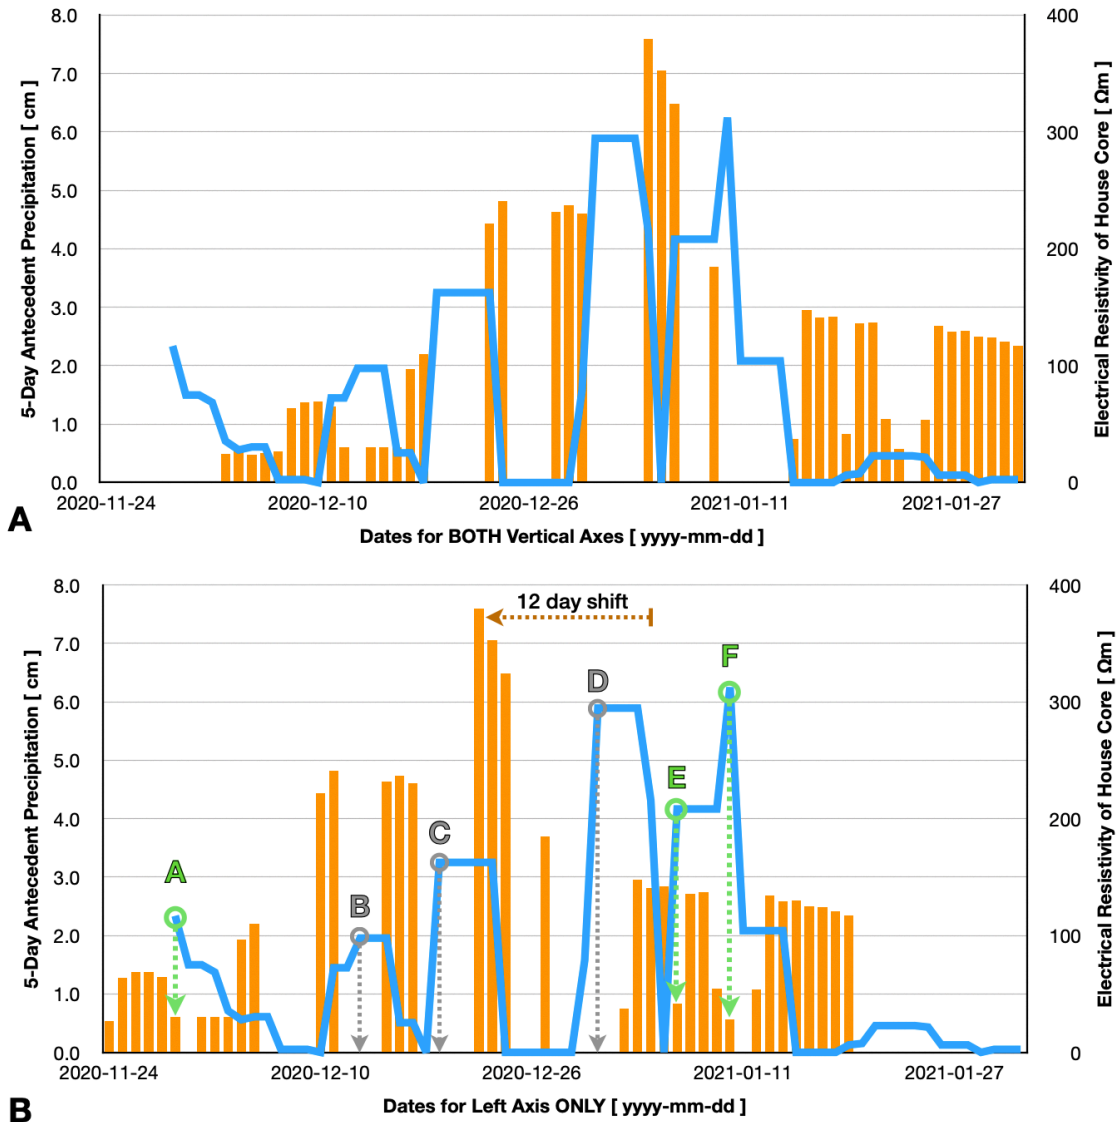 8.0
7.0
6.0
5.0
4.0
3.0
2.0
1.0
0.0
5-Day Antecedent Precipitation [ cm ]
400
300
200
100
0
Electrical Resistivity of House Core [ Ωm ]
2020-11-24 2020-12-10 2020-12-26 2021-01-11 2021-01-27
A
Dates for BOTH Vertical Axes [ yyyy-mm-dd ]
8.0
7.0
6.0
5.0
4.0
3.0
2.0
1.0
0.0
5-Day Antecedent Precipitation [ cm ]
12 day shift
A
B
C
D
E
F
400
300
200
100
0
Electrical Resistivity of House Core [ Ωm ]
2020-11-24 2020-12-10 2020-12-26 2021-01-11 2021-01-27
B
Dates for Left Axis ONLY [ yyyy-mm-dd ]